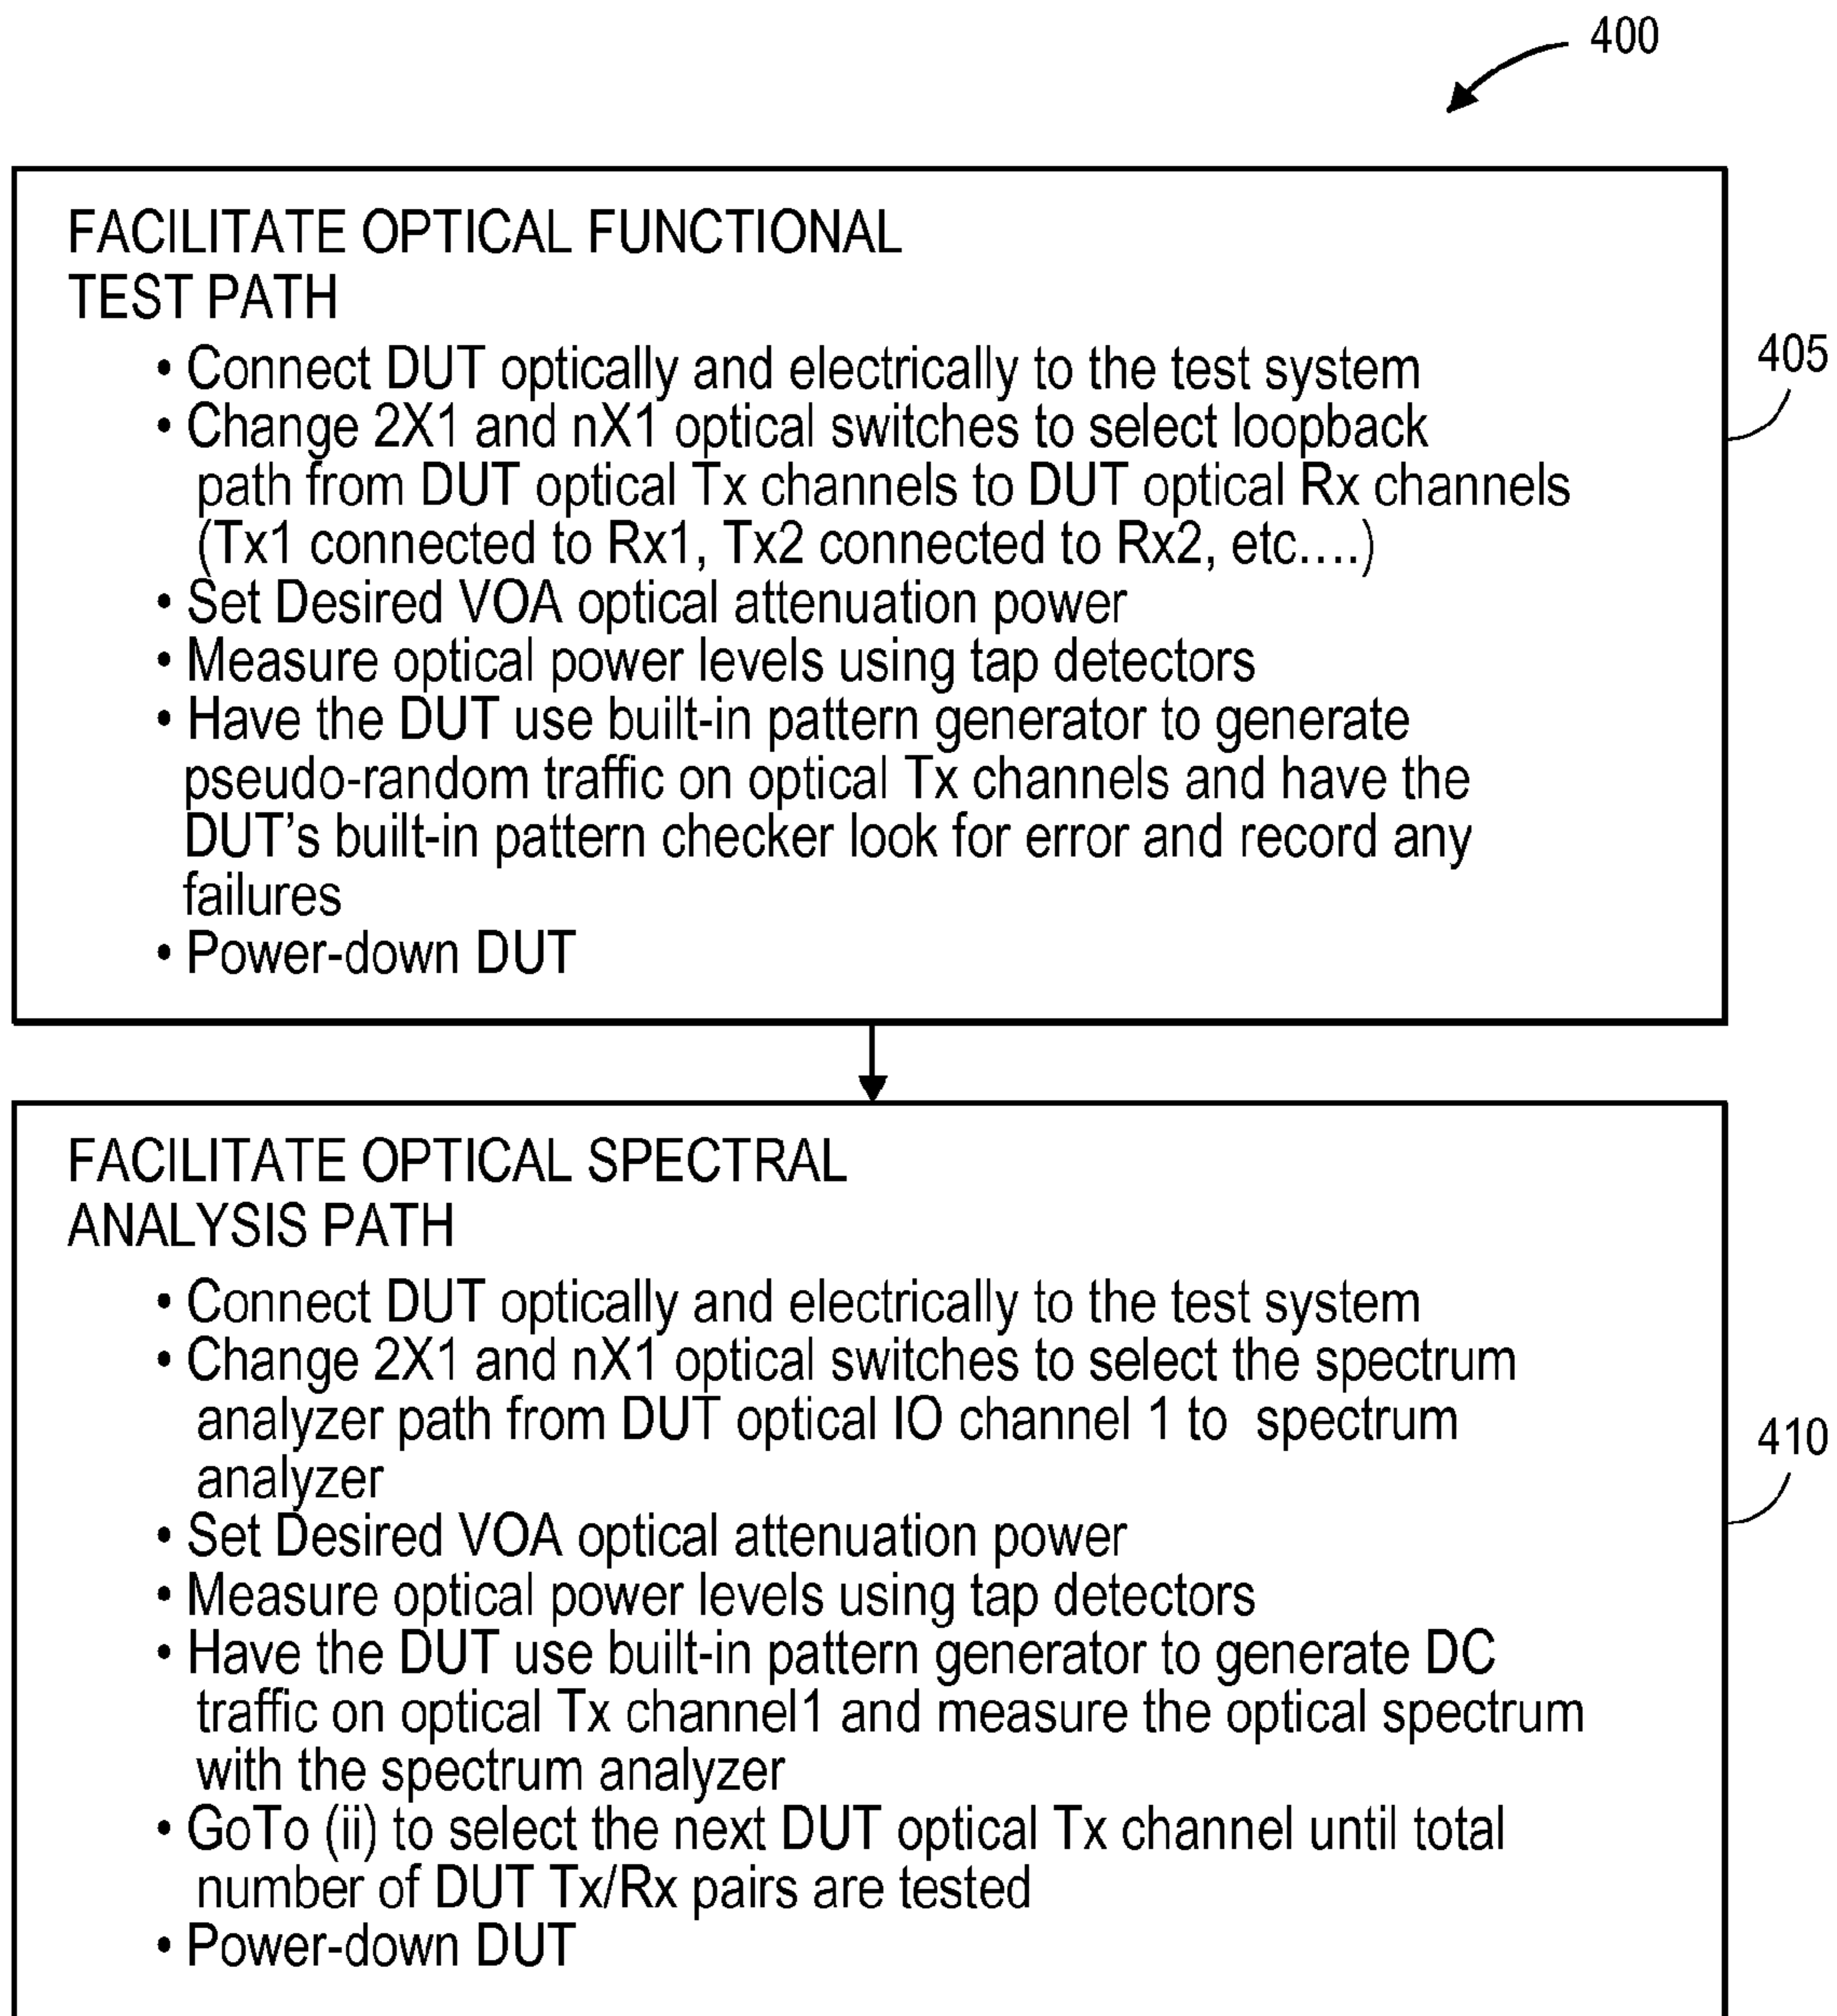 400
FACILITATE OPTICAL FUNCTIONAL
TEST PATH
• Connect DUT optically and electrically to the test system
• Change 2X1 and nX1 optical switches to select loopback
path from DUT optical Tx channels to DUT optical Rx channels
(Tx1 connected to Rx1, Tx2 connected to Rx2, etc....)
• Set Desired VOA optical attenuation power
• Measure optical power levels using tap detectors
• Have the DUT use built-in pattern generator to generate
pseudo-random traffic on optical Tx channels and have the
DUT's built-in pattern checker look for error and record any
failures
• Power-down DUT
405
FACILITATE OPTICAL SPECTRAL
ANALYSIS PATH
• Connect DUT optically and electrically to the test system
• Change 2X1 and nX1 optical switches to select the spectrum
analyzer path from DUT optical IO channel 1 to spectrum
analyzer
• Set Desired VOA optical attenuation power
• Measure optical power levels using tap detectors
• Have the DUT use built-in pattern generator to generate DC
traffic on optical Tx channel1 and measure the optical spectrum
with the spectrum analyzer
• GoTo (ii) to select the next DUT optical Tx channel until total
number of DUT Tx/Rx pairs are tested
• Power-down DUT
410